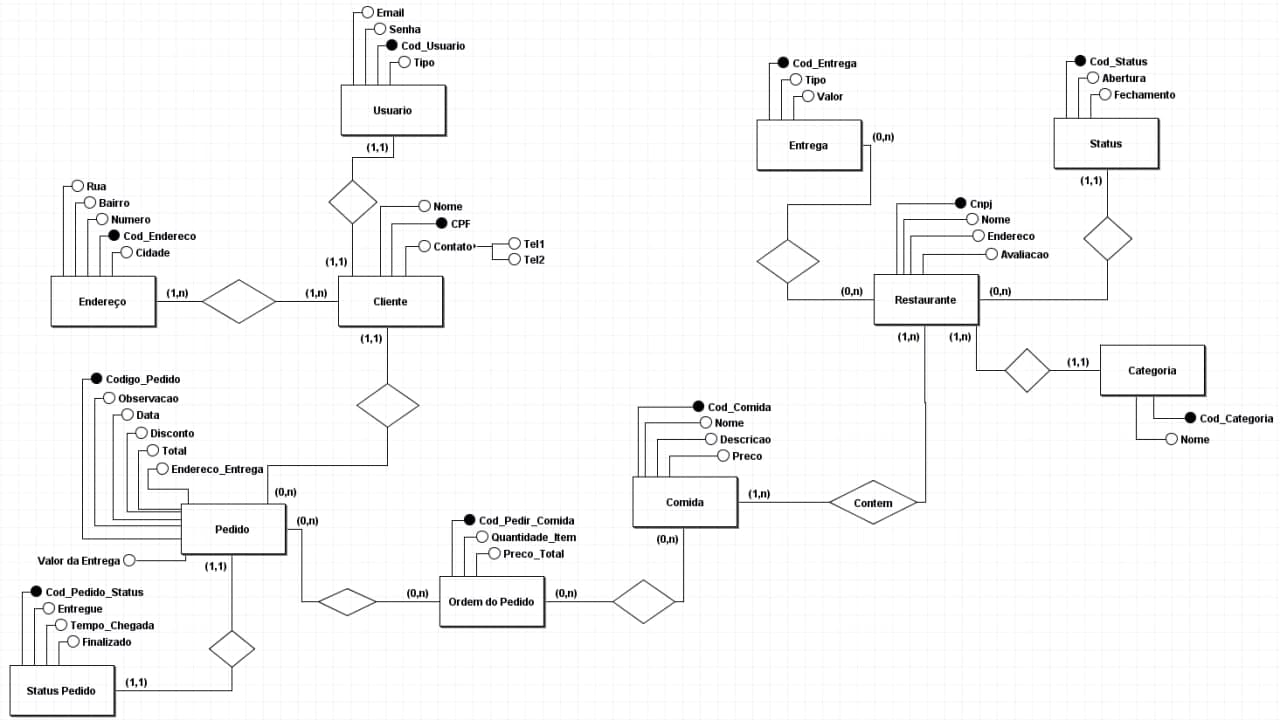 Email
Senha
Cod_Usuario
Tipo
Usuario
(1,1)
(1,1)
Rua
Bairro
Numero
Cod_Endereco
Cidade
Endereço
(1,n)
(1,n)
Nome
CPF
Contato
Tel1
Tel2
Cliente
(1,1)
Codigo_Pedido
Observacao
Data
Disconto
Total
Endereco_Entrega
(0,n)
Pedido
(0,n)
Valor da Entrega
(1,1)
Cod_Pedido_Status
Entregue
Tempo_Chegada
Finalizado
Status Pedido
(1,1)
Cod_Pedir_Comida
Quantidade_Item
Preco_Total
(0,n)
Ordem do Pedido
(0,n)
Cod_Comida
Nome
Descricao
Preco
Comida
(1,n)
(0,n)
Contem
Cod_Entrega
Tipo
Valor
Entrega
(0,n)
(0,n)
Cod_Status
Abertura
Fechamento
Status
(1,1)
Cnpj
Nome
Endereco
Avaliacao
Restaurante
(0,n)
(1,n)
(1,n)
(1,1)
Categoria
Cod_Categoria
Nome